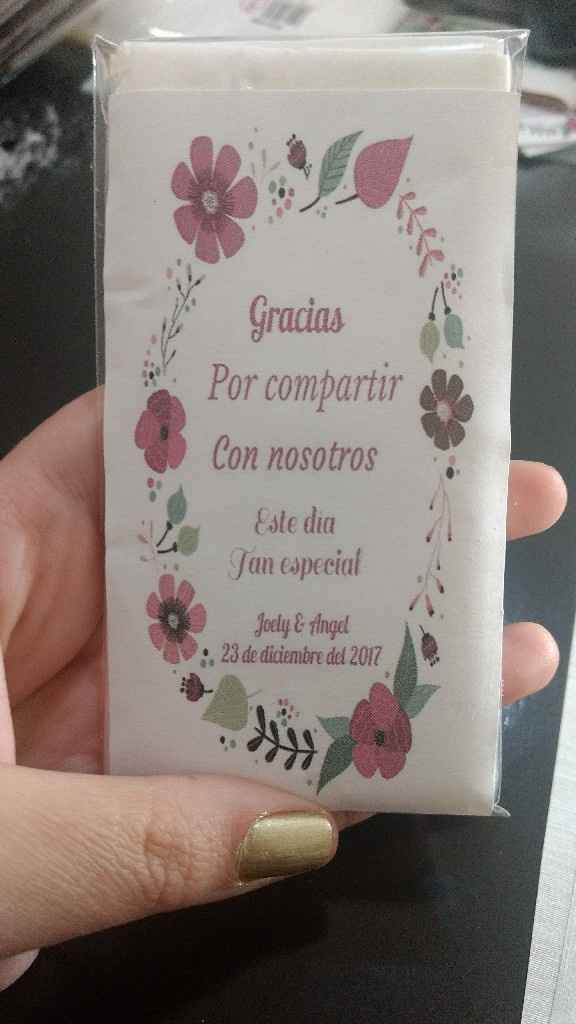 Gracias
Por compartir
Con nosotros
Este dia
Tan especial
Joely & Angel
23 de diciembre del 2017